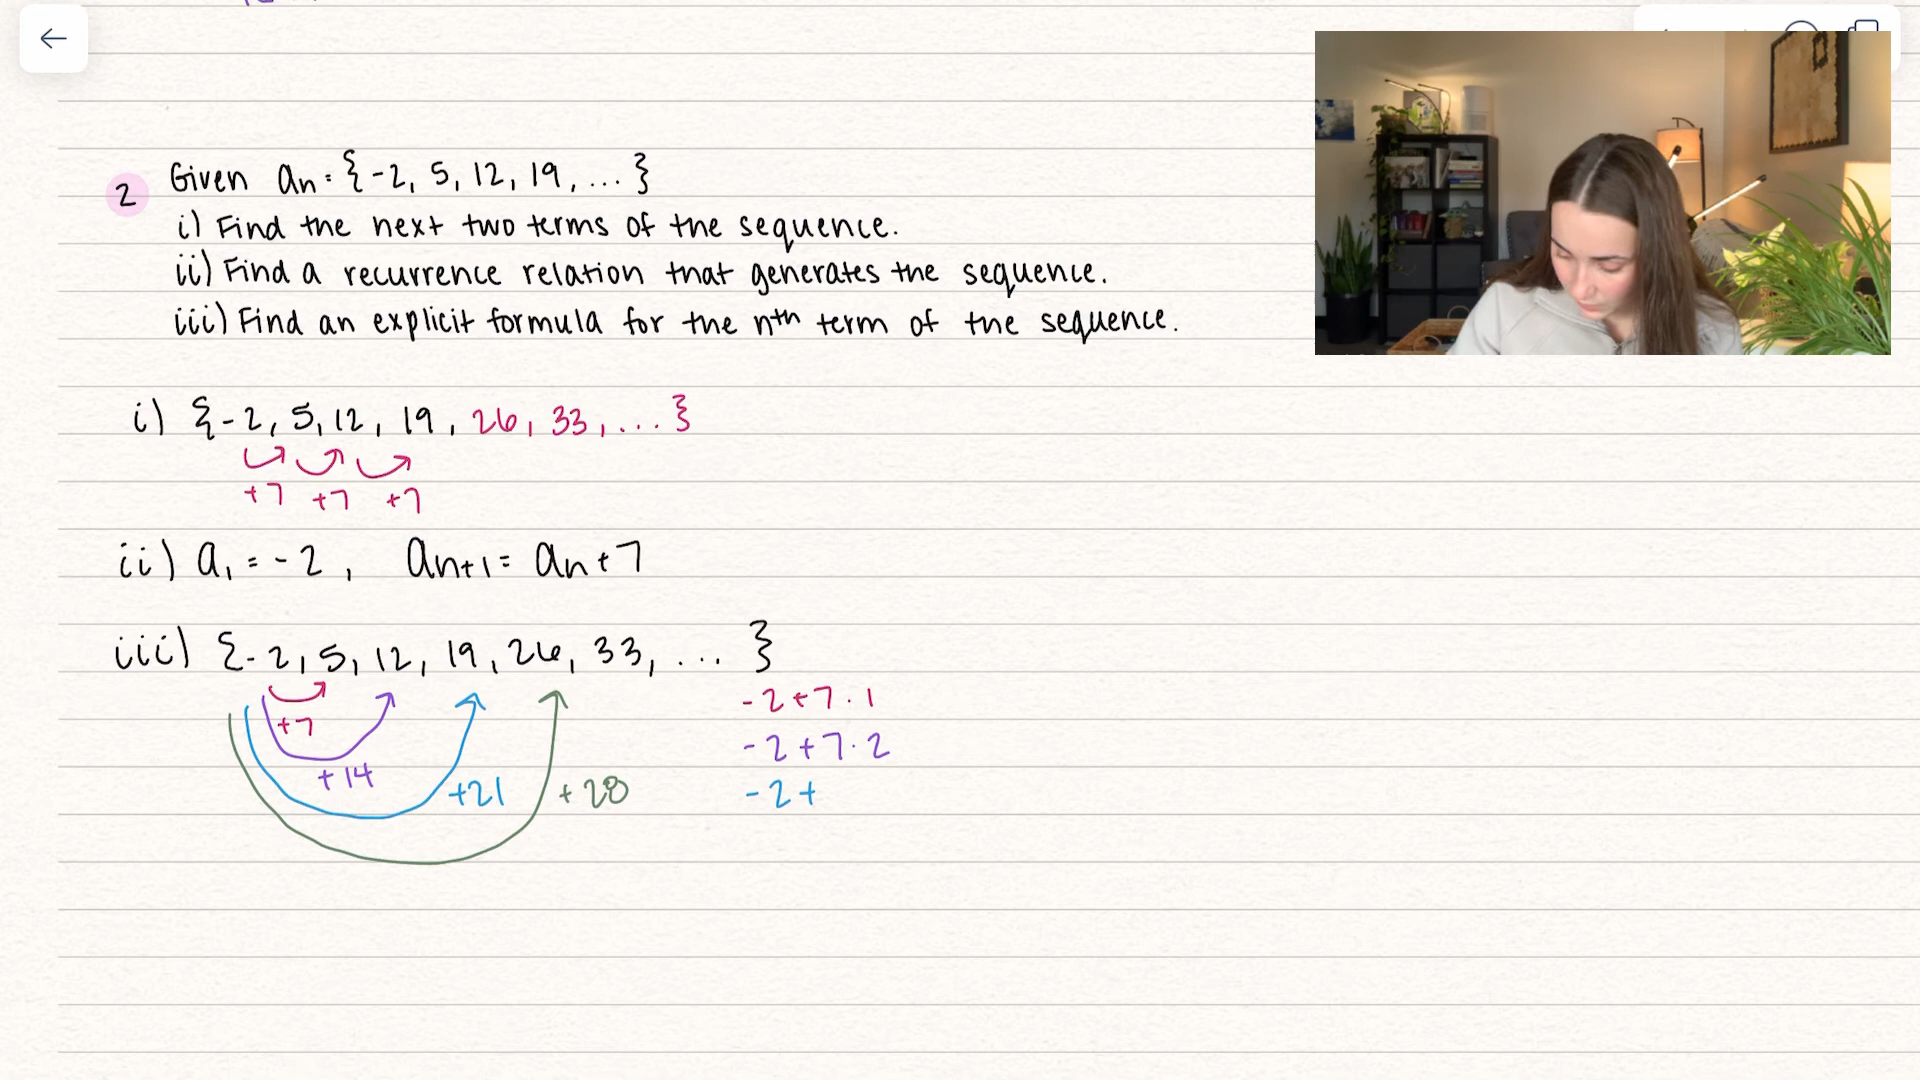 2 Given an = {-2, 5, 12, 19, ... }
i) Find the next two terms of the sequence.
ii) Find a recurrence relation that generates the sequence.
iii) Find an explicit formula for the nth term of the sequence.
i) {-2, 5, 12, 19, 26, 33, ... }
+7 +7 +7
ii) a1 = -2, an+1 = an + 7
iii) {-2, 5, 12, 19, 26, 33, ... }
+7
+14
+21
+28
-2+7·1
-2+7·2
-2+